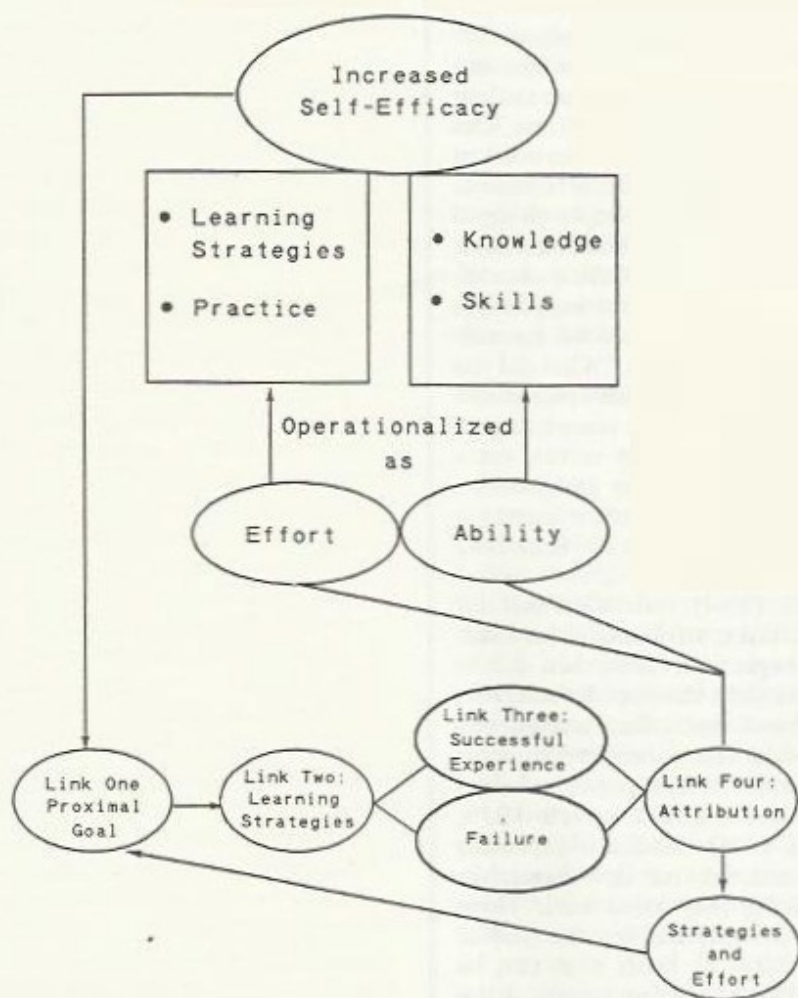 Increased
Self-Efficacy
• Learning
Strategies
• Practice
• Knowledge
• Skills
Operationalized
as
Effort
Ability
Link One
Proximal
Goal
Link Two:
Learning
Strategies
Link Three:
Successful
Experience
Failure
Link Four:
Attribution
Strategies
and
Effort